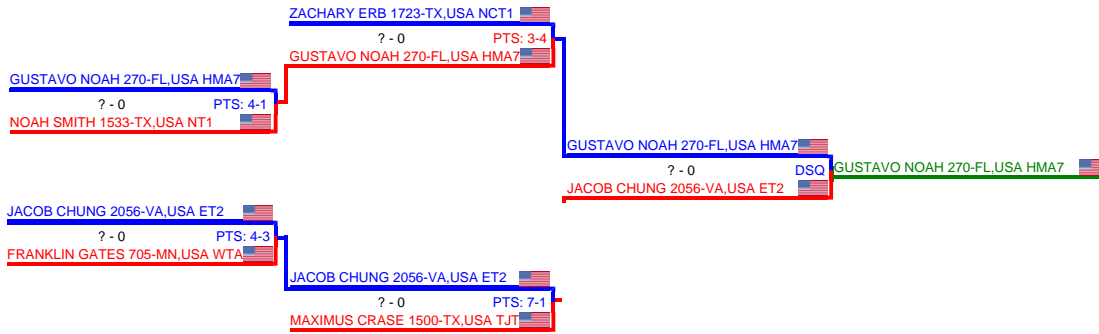 ZACHARY ERB 1723-TX,USA NCT1
? - 0 PTS: 3-4
GUSTAVO NOAH 270-FL,USA HMA7
GUSTAVO NOAH 270-FL,USA HMA7
? - 0 PTS: 4-1
NOAH SMITH 1533-TX,USA NT1
GUSTAVO NOAH 270-FL,USA HMA7
? - 0 DSQ
JACOB CHUNG 2056-VA,USA ET2
GUSTAVO NOAH 270-FL,USA HMA7
JACOB CHUNG 2056-VA,USA ET2
? - 0 PTS: 4-3
FRANKLIN GATES 705-MN,USA WTA
JACOB CHUNG 2056-VA,USA ET2
? - 0 PTS: 7-1
MAXIMUS CRASE 1500-TX,USA TJT